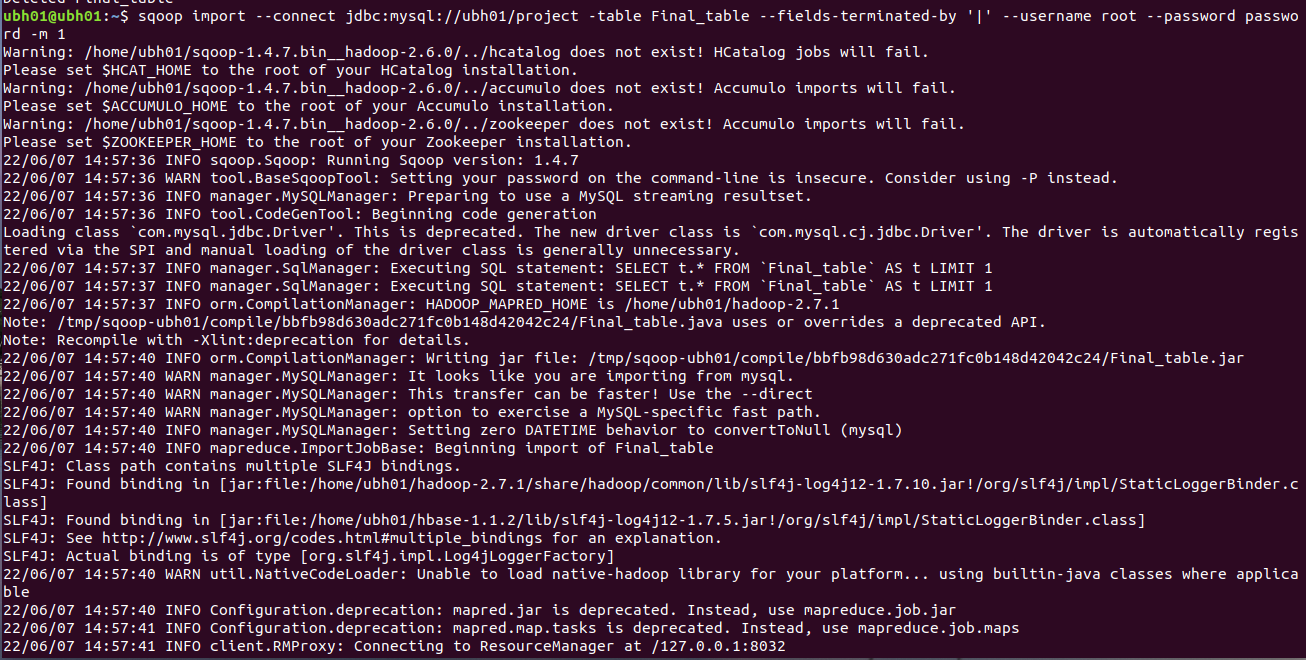 Deleted Final_table
ubh01@ubh01:~$ sqoop import --connect jdbc:mysql://ubh01/project -table Final_table --fields-terminated-by '|' --username root --password passwo
rd -m 1
Warning: /home/ubh01/sqoop-1.4.7.bin__hadoop-2.6.0/../hcatalog does not exist! HCatalog jobs will fail.
Please set $HCAT_HOME to the root of your HCatalog installation.
Warning: /home/ubh01/sqoop-1.4.7.bin__hadoop-2.6.0/../accumulo does not exist! Accumulo imports will fail.
Please set $ACCUMULO_HOME to the root of your Accumulo installation.
Warning: /home/ubh01/sqoop-1.4.7.bin__hadoop-2.6.0/../zookeeper does not exist! Accumulo imports will fail.
Please set $ZOOKEEPER_HOME to the root of your Zookeeper installation.
22/06/07 14:57:36 INFO sqoop.Sqoop: Running Sqoop version: 1.4.7
22/06/07 14:57:36 WARN tool.BaseSqoopTool: Setting your password on the command-line is insecure. Consider using -P instead.
22/06/07 14:57:36 INFO manager.MySQLManager: Preparing to use a MySQL streaming resultset.
22/06/07 14:57:36 INFO tool.CodeGenTool: Beginning code generation
Loading class `com.mysql.jdbc.Driver'. This is deprecated. The new driver class is `com.mysql.cj.jdbc.Driver'. The driver is automatically regis
tered via the SPI and manual loading of the driver class is generally unnecessary.
22/06/07 14:57:37 INFO manager.SqlManager: Executing SQL statement: SELECT t.* FROM `Final_table` AS t LIMIT 1
22/06/07 14:57:37 INFO manager.SqlManager: Executing SQL statement: SELECT t.* FROM `Final_table` AS t LIMIT 1
22/06/07 14:57:37 INFO orm.CompilationManager: HADOOP_MAPRED_HOME is /home/ubh01/hadoop-2.7.1
Note: /tmp/sqoop-ubh01/compile/bbfb98d630adc271fc0b148d42042c24/Final_table.java uses or overrides a deprecated API.
Note: Recompile with -Xlint:deprecation for details.
22/06/07 14:57:40 INFO orm.CompilationManager: Writing jar file: /tmp/sqoop-ubh01/compile/bbfb98d630adc271fc0b148d42042c24/Final_table.jar
22/06/07 14:57:40 WARN manager.MySQLManager: It looks like you are importing from mysql.
22/06/07 14:57:40 WARN manager.MySQLManager: This transfer can be faster! Use the --direct
22/06/07 14:57:40 WARN manager.MySQLManager: option to exercise a MySQL-specific fast path.
22/06/07 14:57:40 INFO manager.MySQLManager: Setting zero DATETIME behavior to convertToNull (mysql)
22/06/07 14:57:40 INFO mapreduce.ImportJobBase: Beginning import of Final_table
SLF4J: Class path contains multiple SLF4J bindings.
SLF4J: Found binding in [jar:file:/home/ubh01/hadoop-2.7.1/share/hadoop/common/lib/slf4j-log4j12-1.7.10.jar!/org/slf4j/impl/StaticLoggerBinder.c
lass]
SLF4J: Found binding in [jar:file:/home/ubh01/hbase-1.1.2/lib/slf4j-log4j12-1.7.5.jar!/org/slf4j/impl/StaticLoggerBinder.class]
SLF4J: See http://www.slf4j.org/codes.html#multiple_bindings for an explanation.
SLF4J: Actual binding is of type [org.slf4j.impl.Log4jLoggerFactory]
22/06/07 14:57:40 WARN util.NativeCodeLoader: Unable to load native-hadoop library for your platform... using builtin-java classes where applica
ble
22/06/07 14:57:40 INFO Configuration.deprecation: mapred.jar is deprecated. Instead, use mapreduce.job.jar
22/06/07 14:57:41 INFO Configuration.deprecation: mapred.map.tasks is deprecated. Instead, use mapreduce.job.maps
22/06/07 14:57:41 INFO client.RMProxy: Connecting to ResourceManager at /127.0.0.1:8032